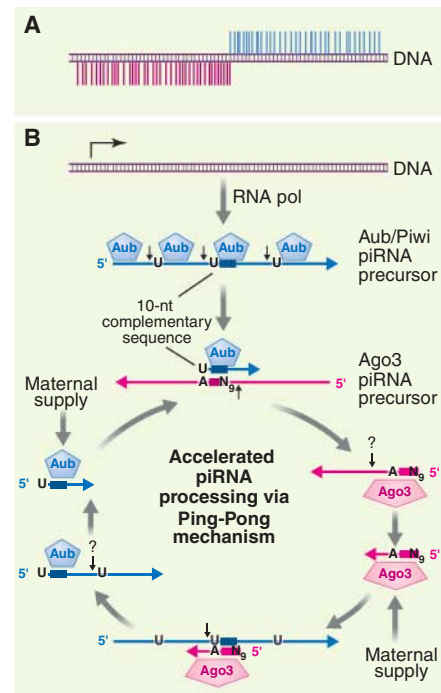 A
DNA
B
DNA
RNA pol
Aub Aub Aub Aub
5' U U U
Aub/Piwi
piRNA
precursor
10-nt
complementary
sequence
Aub
U
A N9
5'
Ago3
piRNA
precursor
Maternal
supply
Accelerated
piRNA
processing via
Ping-Pong
mechanism
?
A N9 5'
Ago3
Aub
5' U
A N9 5'
Ago3
Aub
?
5' U U
5' U U U
A N9 5'
Ago3
Maternal
supply